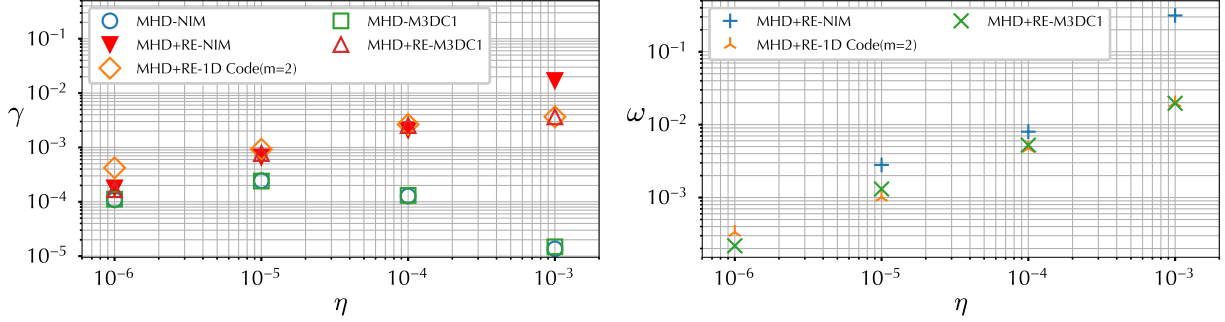 MHD-NIM
MHD+RE-NIM
MHD+RE-1D Code(m=2)
MHD-M3DC1
MHD+RE-M3DC1
10⁻¹
10⁻²
10⁻³
10⁻⁴
10⁻⁵
γ
10⁻⁶ 10⁻⁵ 10⁻⁴ 10⁻³
η
MHD+RE-NIM
MHD+RE-1D Code(m=2)
MHD+RE-M3DC1
10⁻¹
10⁻²
10⁻³
ω
10⁻⁶ 10⁻⁵ 10⁻⁴ 10⁻³
η